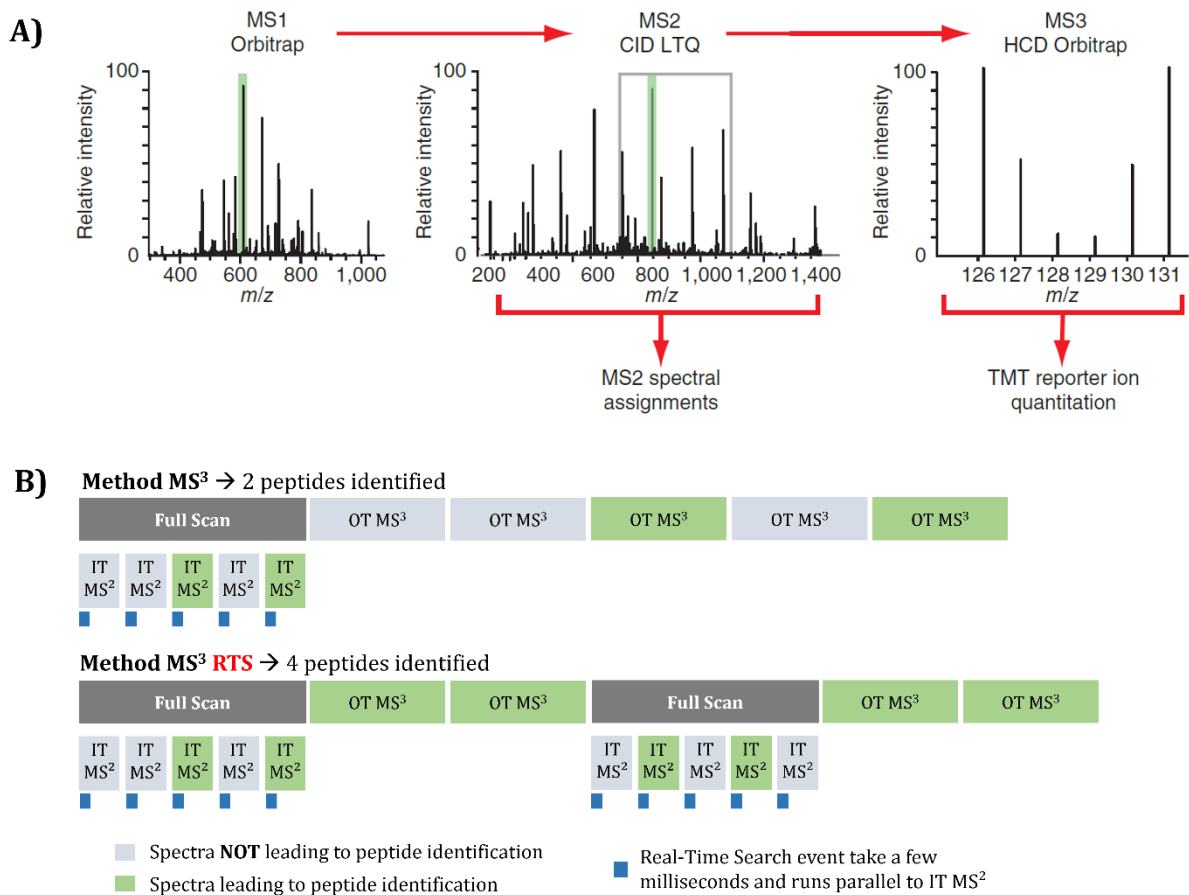 A)
MS1
Orbitrap
MS2
CID LTQ
MS3
HCD Orbitrap
100
Relative intensity
0
400
600
800
1,000
m/z
100
Relative intensity
0
200
400
600
800
1,000
1,200
1,400
m/z
100
Relative intensity
0
126
127
128
129
130
131
m/z
MS2 spectral
assignments
TMT reporter ion
quantitation
B)
Method MS³ → 2 peptides identified
Full Scan
OT MS³
OT MS³
OT MS³
OT MS³
OT MS³
IT
MS²
IT
MS²
IT
MS²
IT
MS²
IT
MS²
Method MS³ RTS → 4 peptides identified
Full Scan
OT MS³
OT MS³
Full Scan
OT MS³
OT MS³
IT
MS²
IT
MS²
IT
MS²
IT
MS²
IT
MS²
IT
MS²
IT
MS²
IT
MS²
IT
MS²
IT
MS²
Spectra NOT leading to peptide identification
Spectra leading to peptide identification
Real-Time Search event take a few
milliseconds and runs parallel to IT MS²